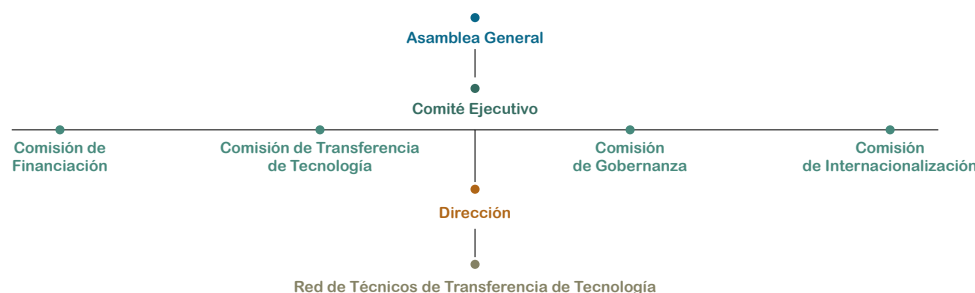 Asamblea General
Comité Ejecutivo
Comisión de
Financiación
Comisión de Transferencia
de Tecnología
Comisión
de Gobernanza
Comisión
de Internacionalización
Dirección
Red de Técnicos de Transferencia de Tecnología